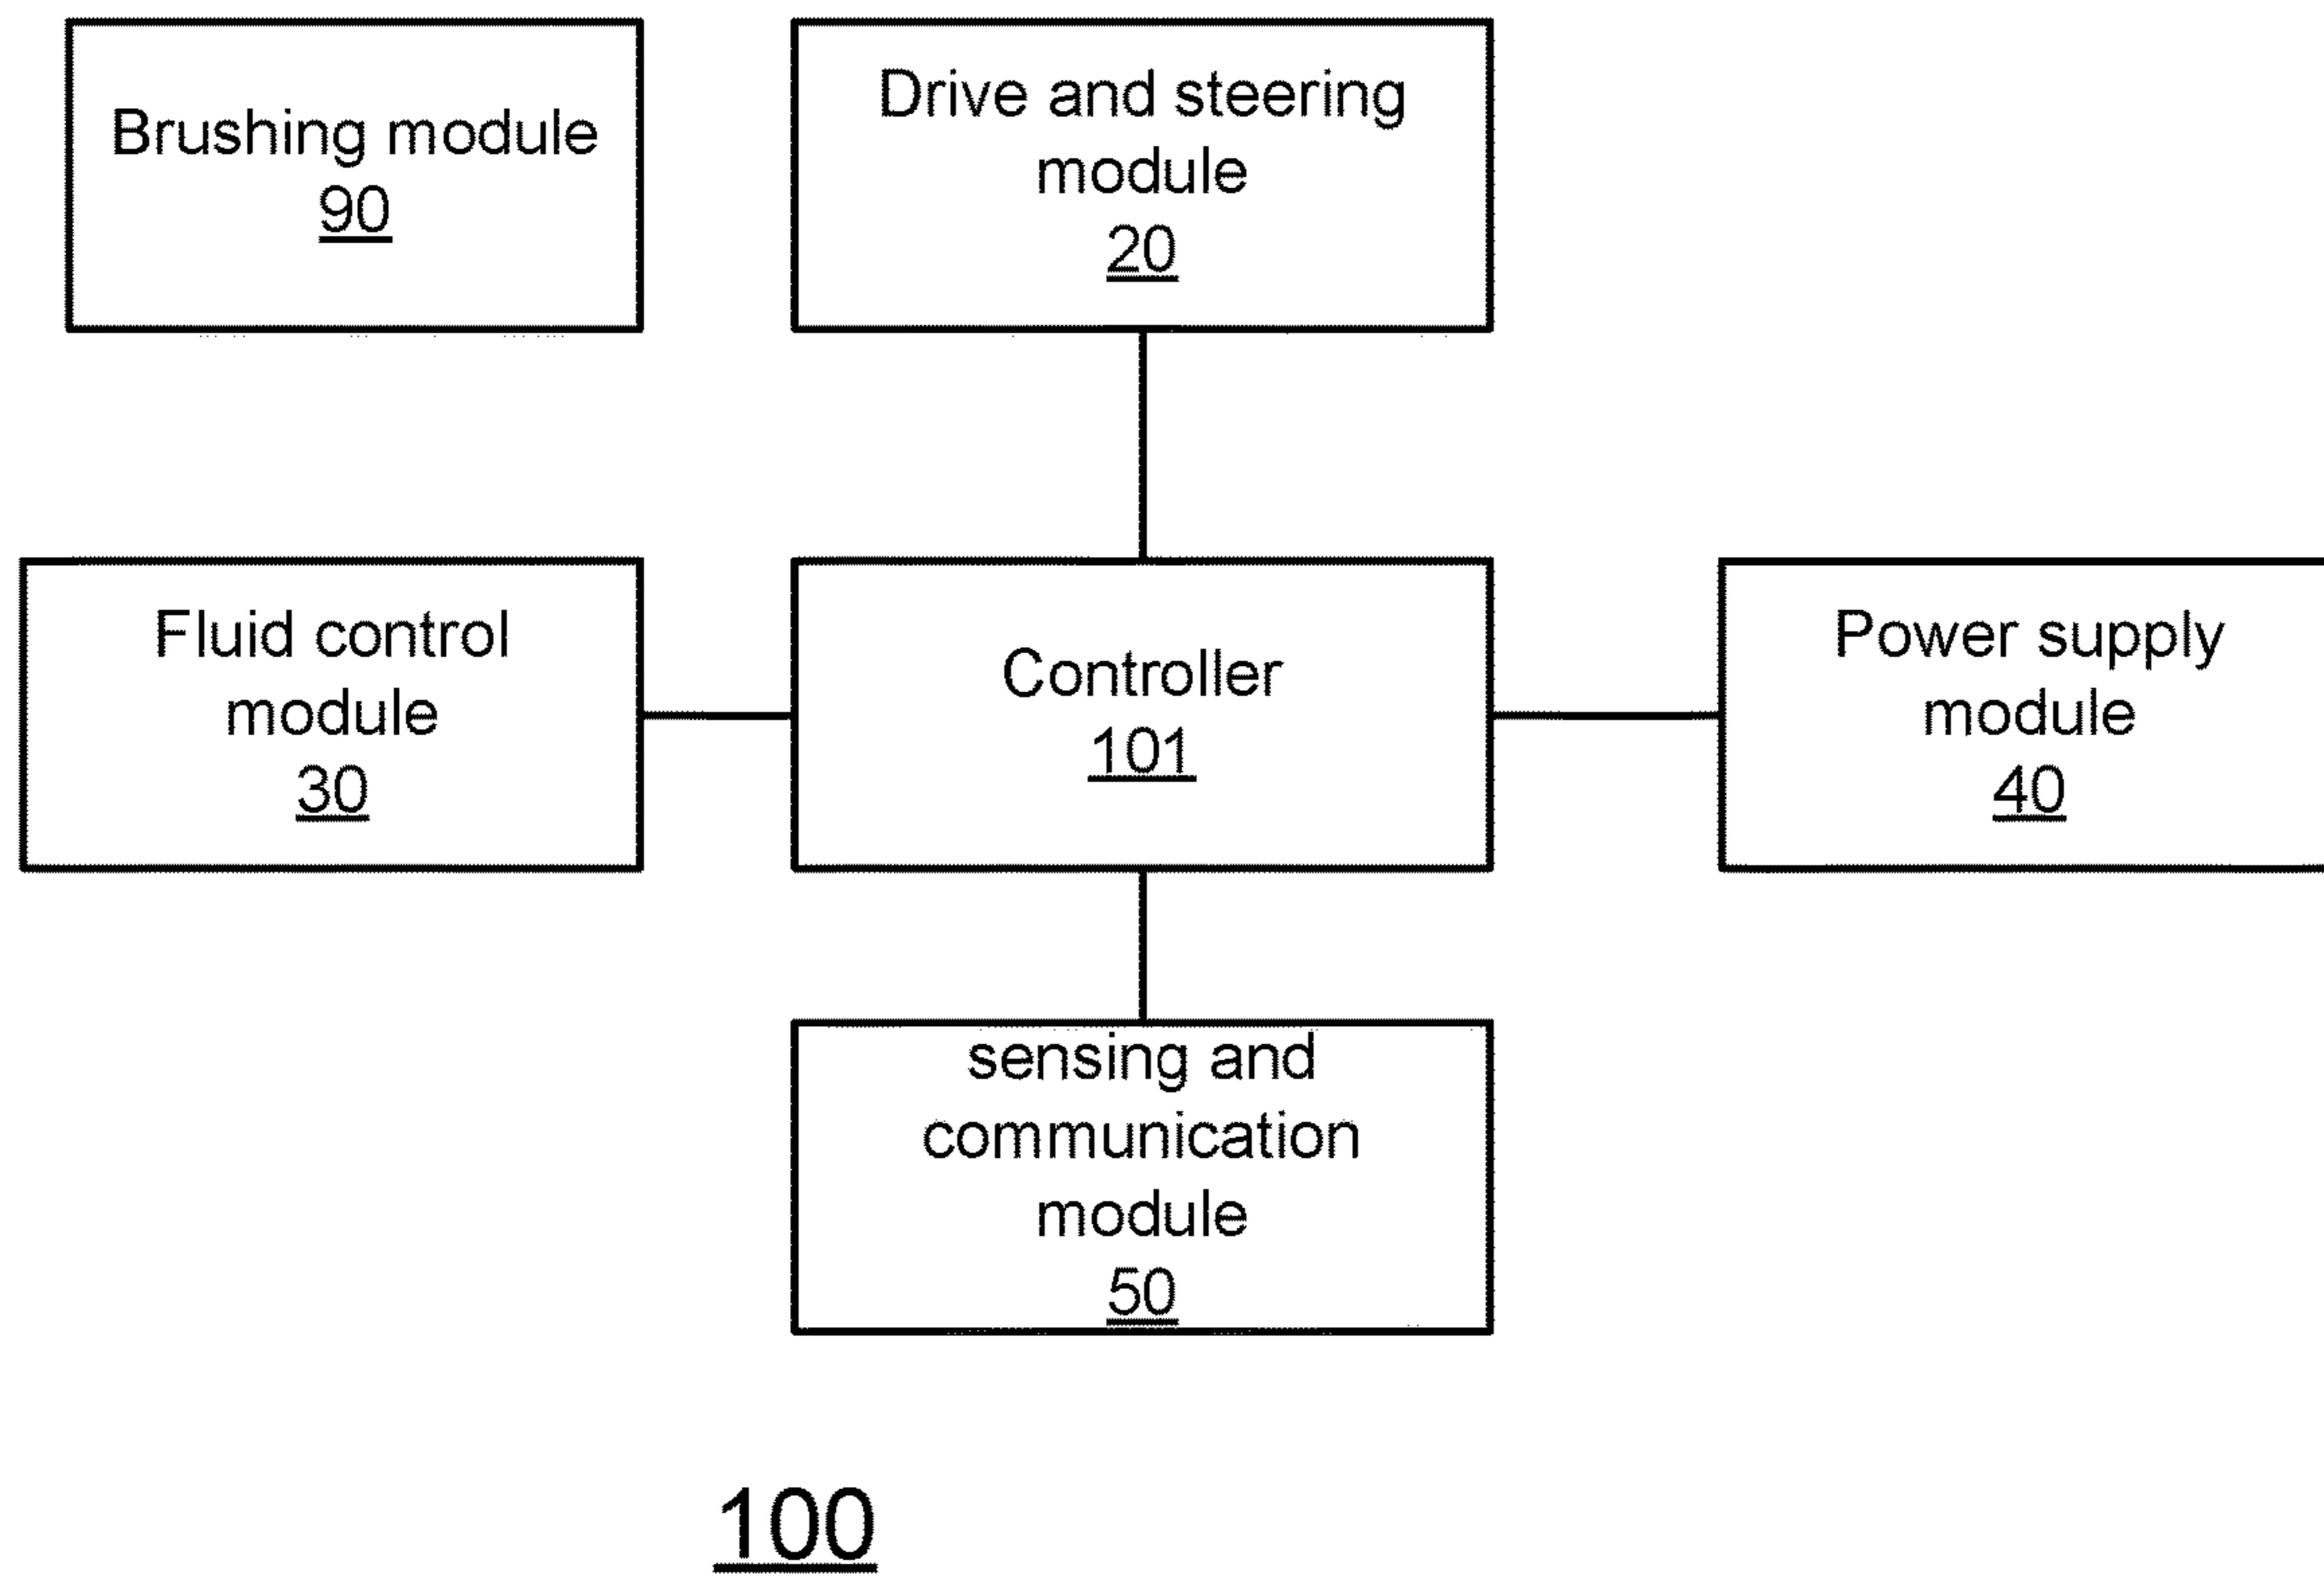 Brushing module
90
Drive and steering
module
20
Fluid control
module
30
Controller
101
Power supply
module
40
sensing and
communication
module
50
100